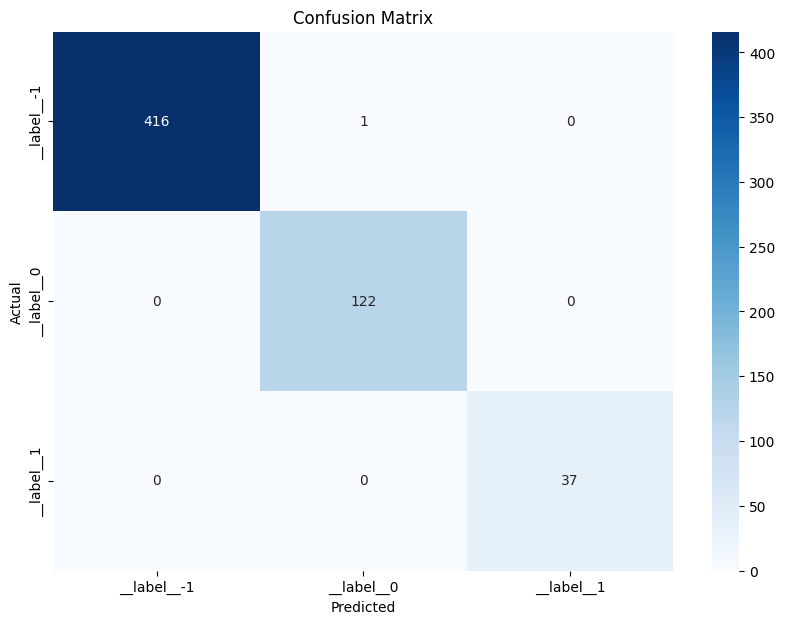 Confusion Matrix
Actual
__label__-1
416
1
0
__label__0
0
122
0
__label__1
0
0
37
__label__-1
__label__0
__label__1
Predicted
400
350
300
250
200
150
100
50
0